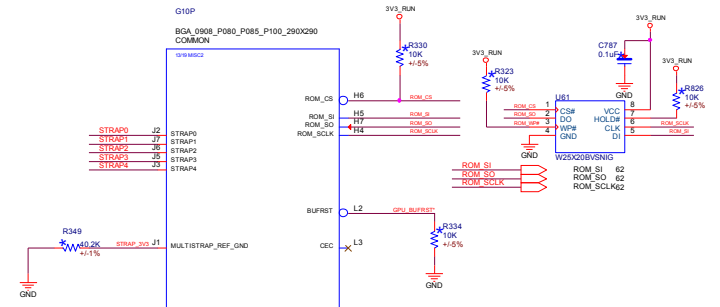 G10P
BGA_0908_P080_P085_P100_290X290
COMMON
13/19 MISC2
STRAP0 J2 STRAP0
STRAP1 J7 STRAP1
STRAP2 J6 STRAP2
STRAP3 J5 STRAP3
STRAP4 J3 STRAP4
R349
40.2K
+/-1%
STRAP_3V3 J1 MULTISTRAP_REF_GND
GND
ROM_CS H6 ROM_CS
ROM_SI H5 ROM_SI
ROM_SO H7 ROM_SO
ROM_SCLK H4 ROM_SCLK
BUFRST L2 GPU_BUFRST*
CEC L3
3V3_RUN
R330
10K
+/-5%
R334
10K
+/-5%
GND
3V3_RUN
R323
10K
+/-5%
3V3_RUN
C787
0.1uF
GND
3V3_RUN
R826
10K
+/-5%
U61
ROM_CS 1 CS# VCC 8
ROM_SO 2 DO HOLD# 7
ROM_WP# 3 WP# CLK 6 ROM_SCLK
4 GND DI 5 ROM_SI
W25X20BVSNIG
GND
ROM_SI ROM_SI 62
ROM_SO ROM_SO 62
ROM_SCLK ROM_SCLK 62